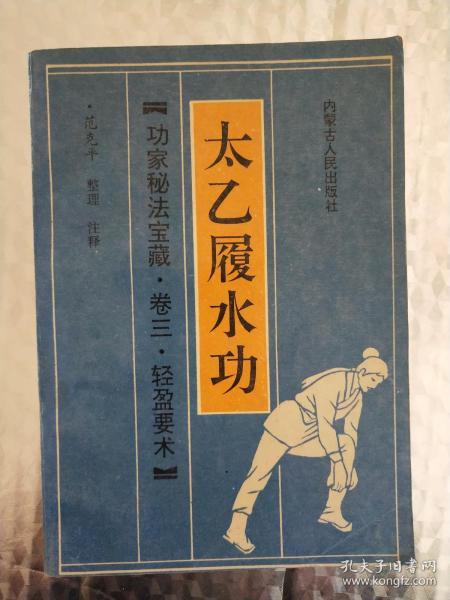 内蒙古人民出版社
太乙履水功
【功家秘法宝藏·卷三·轻盈要术】
·范克平 整理 注释
孔夫子旧书网
www.kongfz.com